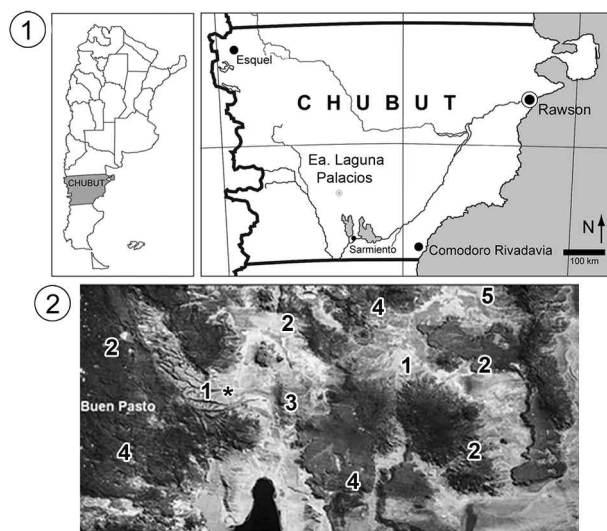 1
CHUBUT
Esquel
C H U B U T
Rawson
Ea. Laguna
Palacios
N
Sarmiento
Comodoro Rivadavia
100 km
2
4
5
2
2
1
2
1 *
3
Buen Pasto
4
2
4